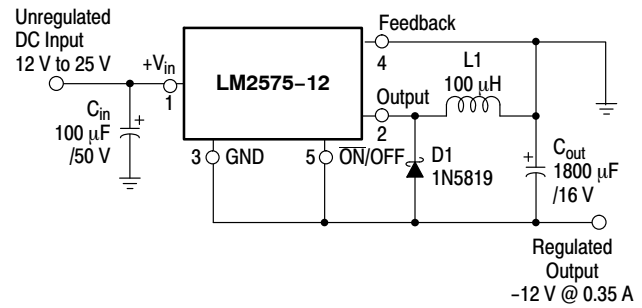 Unregulated
DC Input
12 V to 25 V
+Vin
1
Cin
100 μF
/50 V
+
LM2575−12
Feedback
4
Output
2
3
GND
5
ON/OFF
L1
100 μH
D1
1N5819
+
Cout
1800 μF
/16 V
Regulated
Output
−12 V @ 0.35 A